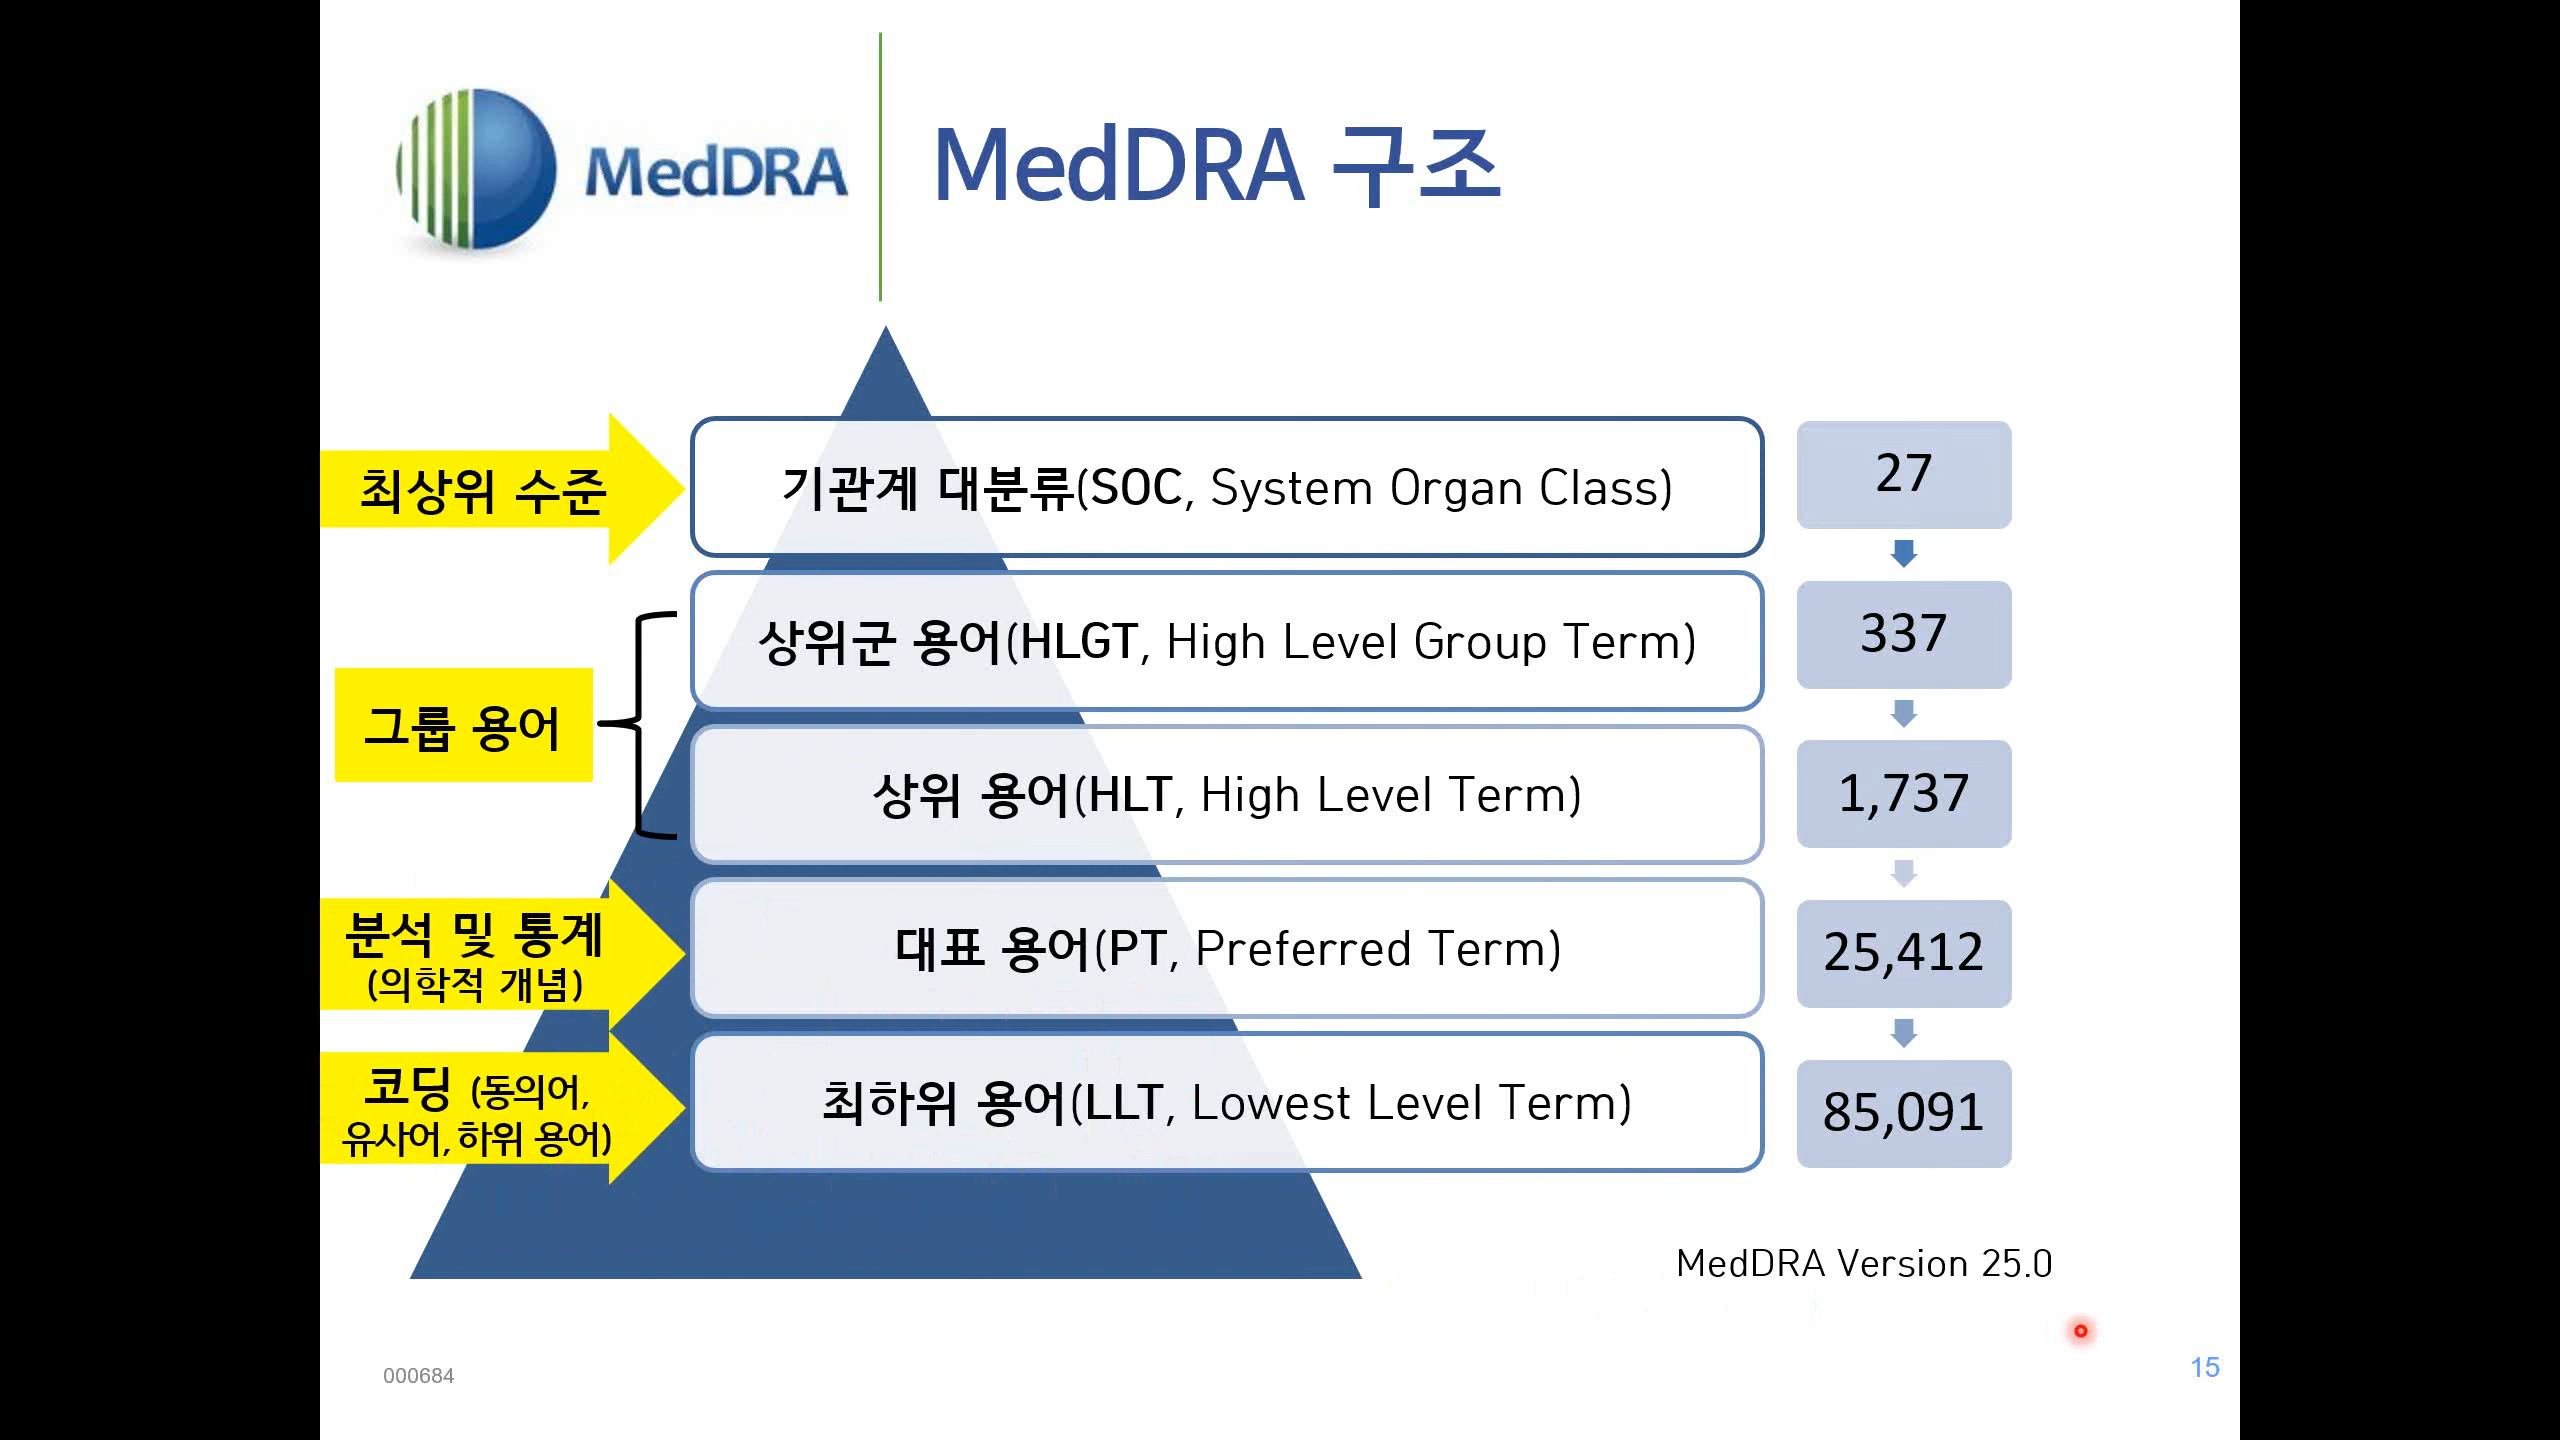 MedDRA
MedDRA 구조
최상위 수준
기관계 대분류(SOC, System Organ Class)
27
그룹 용어
상위군 용어(HLGT, High Level Group Term)
337
상위 용어(HLT, High Level Term)
1,737
분석 및 통계
(의학적 개념)
대표 용어(PT, Preferred Term)
25,412
코딩 (동의어,
유사어, 하위 용어)
최하위 용어(LLT, Lowest Level Term)
85,091
MedDRA Version 25.0
000684
15